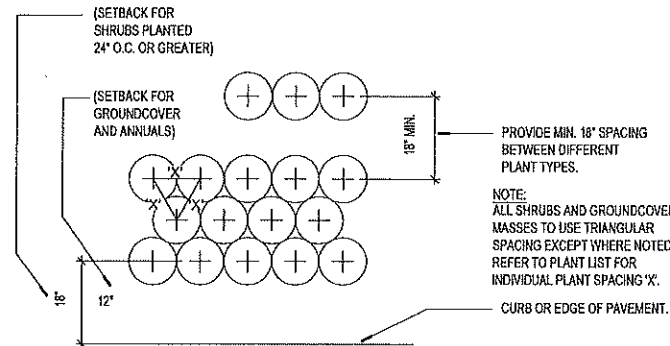 (SETBACK FOR
SHRUBS PLANTED
24" O.C. OR GREATER)
(SETBACK FOR
GROUNDCOVER
AND ANNUALS)
18" MIN.
PROVIDE MIN. 18" SPACING
BETWEEN DIFFERENT
PLANT TYPES.
'X'
'X'
'X'
NOTE:
ALL SHRUBS AND GROUNDCOVER
MASSES TO USE TRIANGULAR
SPACING EXCEPT WHERE NOTED
REFER TO PLANT LIST FOR
INDIVIDUAL PLANT SPACING 'X'.
18"
12"
CURB OR EDGE OF PAVEMENT.